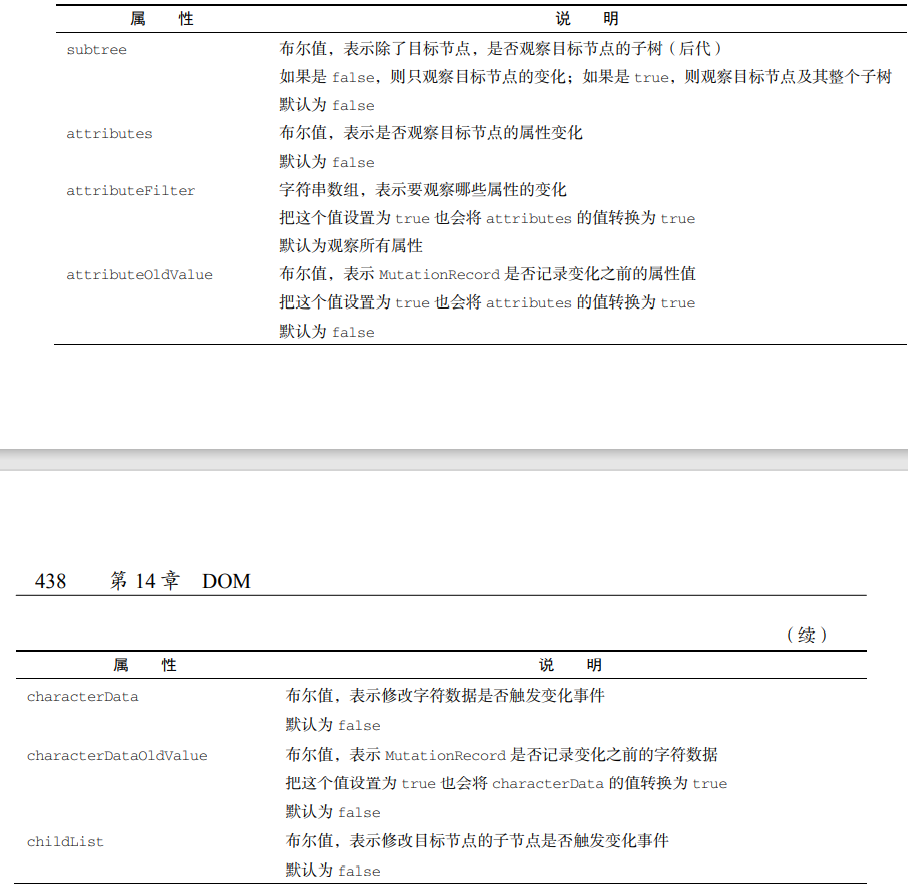 属 性 说 明
subtree 布尔值，表示除了目标节点，是否观察目标节点的子树（后代）
如果是 false，则只观察目标节点的变化；如果是 true，则观察目标节点及其整个子树
默认为 false
attributes 布尔值，表示是否观察目标节点的属性变化
默认为 false
attributeFilter 字符串数组，表示要观察哪些属性的变化
把这个值设置为 true 也会将 attributes 的值转换为 true
默认为观察所有属性
attributeOldValue 布尔值，表示 MutationRecord 是否记录变化之前的属性值
把这个值设置为 true 也会将 attributes 的值转换为 true
默认为 false
438 第 14 章 DOM
（续）
属 性 说 明
characterData 布尔值，表示修改字符数据是否触发变化事件
默认为 false
characterDataOldValue 布尔值，表示 MutationRecord 是否记录变化之前的字符数据
把这个值设置为 true 也会将 characterData 的值转换为 true
默认为 false
childList 布尔值，表示修改目标节点的子节点是否触发变化事件
默认为 false